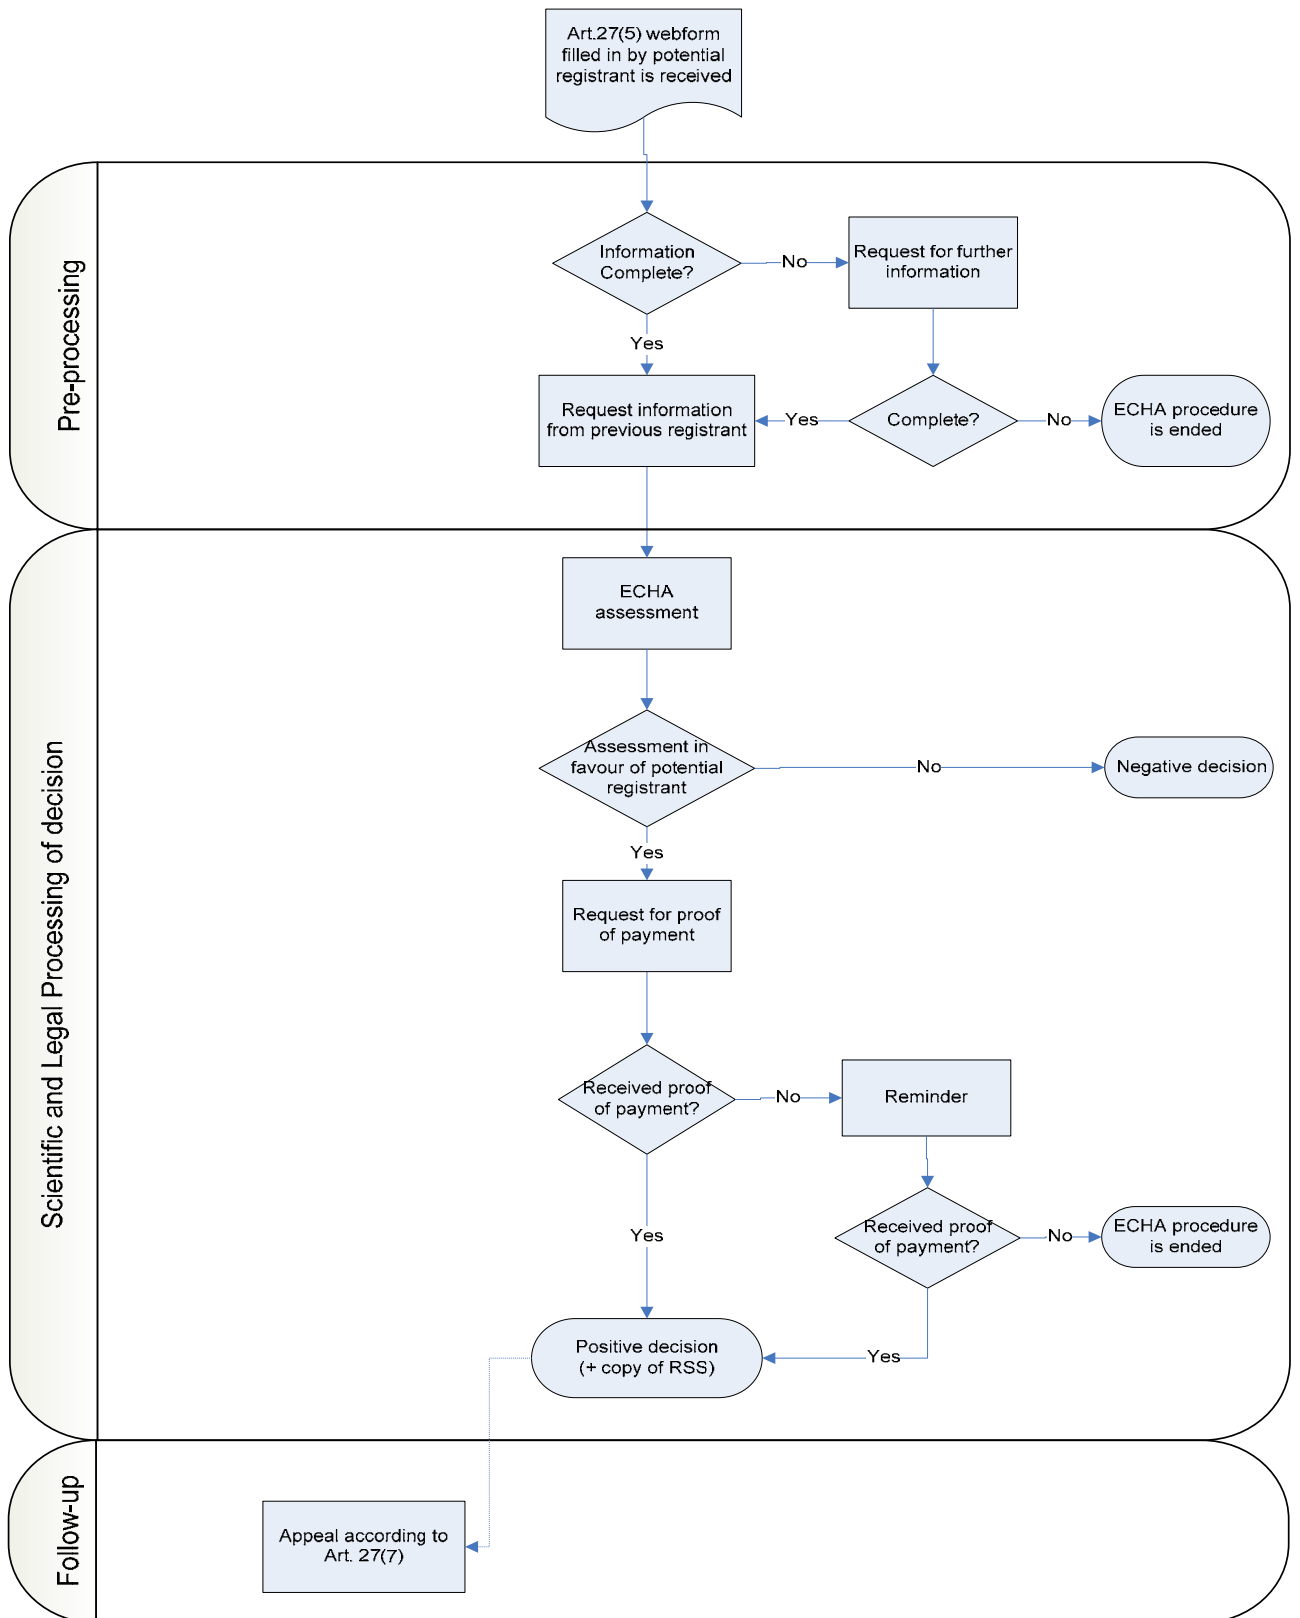 Art.27(5) webform
filled in by potential
registrant is received
Pre-processing
Information
Complete?
No
Request for further
information
Yes
Request information
from previous registrant
Yes
Complete?
No
ECHA procedure
is ended
Scientific and Legal Processing of decision
ECHA
assessment
Assessment in
favour of potential
registrant
No
Negative decision
Yes
Request for proof
of payment
Received proof
of payment?
No
Reminder
Yes
Received proof
of payment?
No
ECHA procedure
is ended
Positive decision
(+ copy of RSS)
Yes
Follow-up
Appeal according to
Art. 27(7)